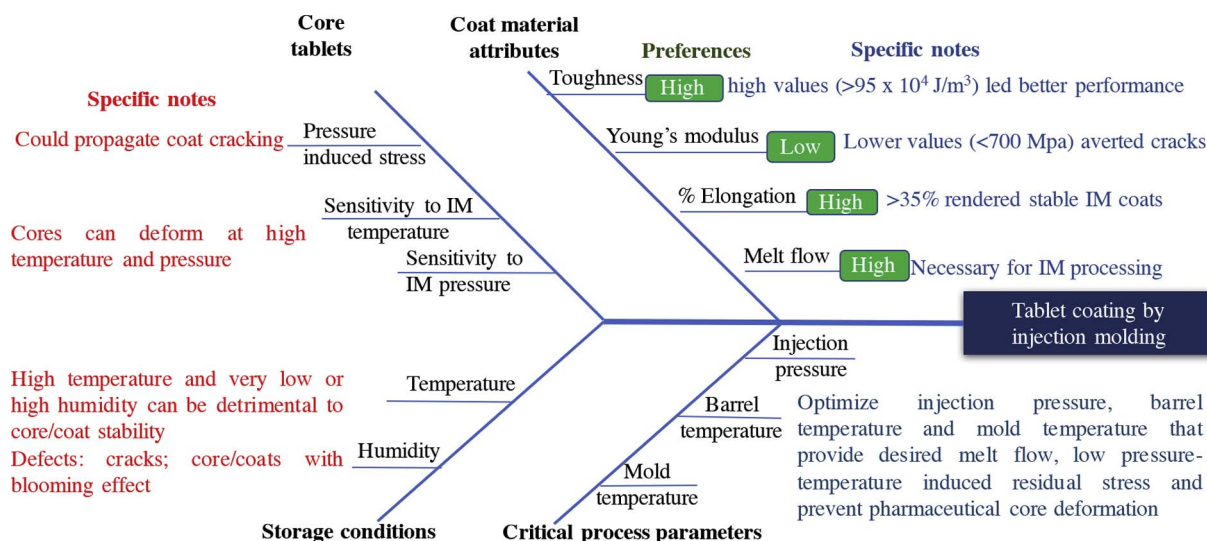 Core
tablets
Coat material
attributes
Preferences
Specific notes
Toughness
High
high values (>95 x 10⁴ J/m³) led better performance
Young’s modulus
Low
Lower values (<700 Mpa) averted cracks
% Elongation
High
>35% rendered stable IM coats
Melt flow
High
Necessary for IM processing
Specific notes
Could propagate coat cracking
Pressure
induced stress
Sensitivity to IM
temperature
Cores can deform at high
temperature and pressure
Sensitivity to
IM pressure
Tablet coating by
injection molding
High temperature and very low or
high humidity can be detrimental to
core/coat stability
Defects: cracks; core/coats with
blooming effect
Temperature
Humidity
Storage conditions
Injection
pressure
Barrel
temperature
Mold
temperature
Critical process parameters
Optimize injection pressure, barrel
temperature and mold temperature that
provide desired melt flow, low pressure-
temperature induced residual stress and
prevent pharmaceutical core deformation